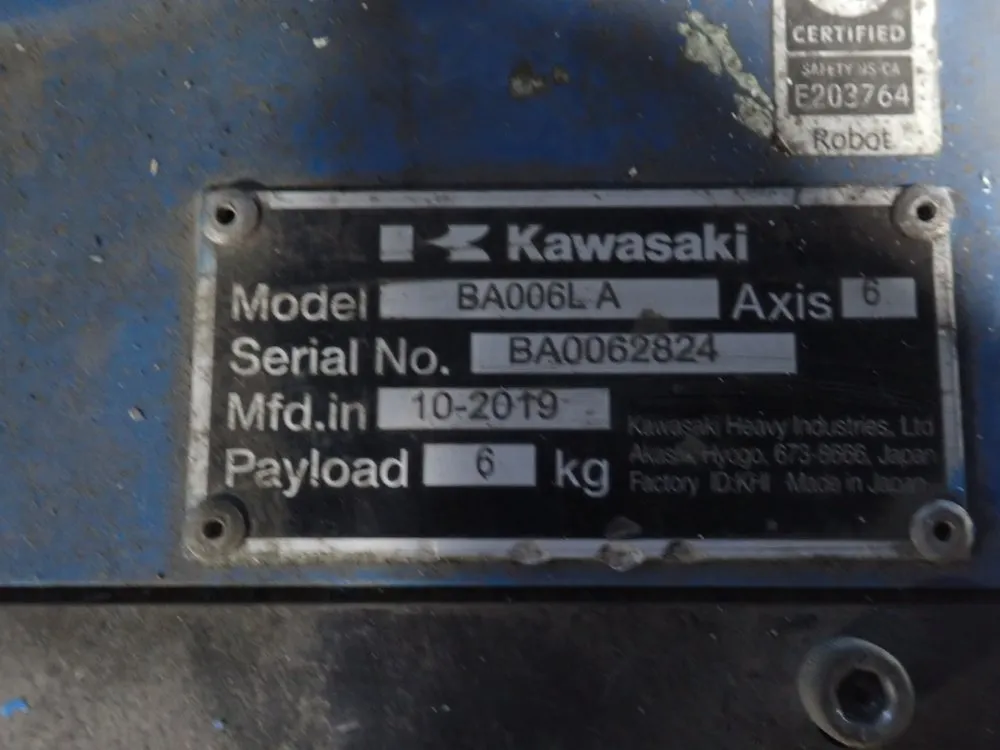 CERTIFIED
SAFETY US-CA
E203764
Robot
Kawasaki
Model BA006L A Axis 6
Serial No. BA0062824
Mfd.in 10-2019
Payload 6 kg
Kawasaki Heavy Industries, Ltd
Akashi, Hyogo, 673-8666, Japan
Factory ID:KHI Made in Japan